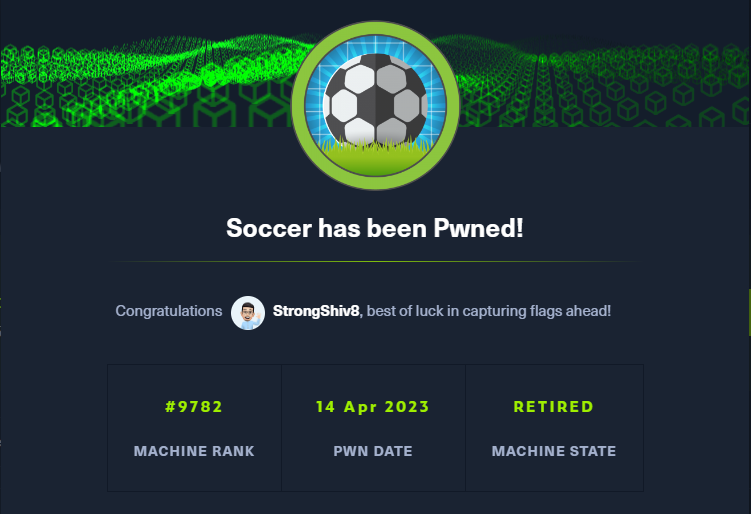 Soccer has been Pwned!
Congratulations StrongShiv8, best of luck in capturing flags ahead!
#9782 14 Apr 2023 RETIRED
MACHINE RANK PWN DATE MACHINE STATE